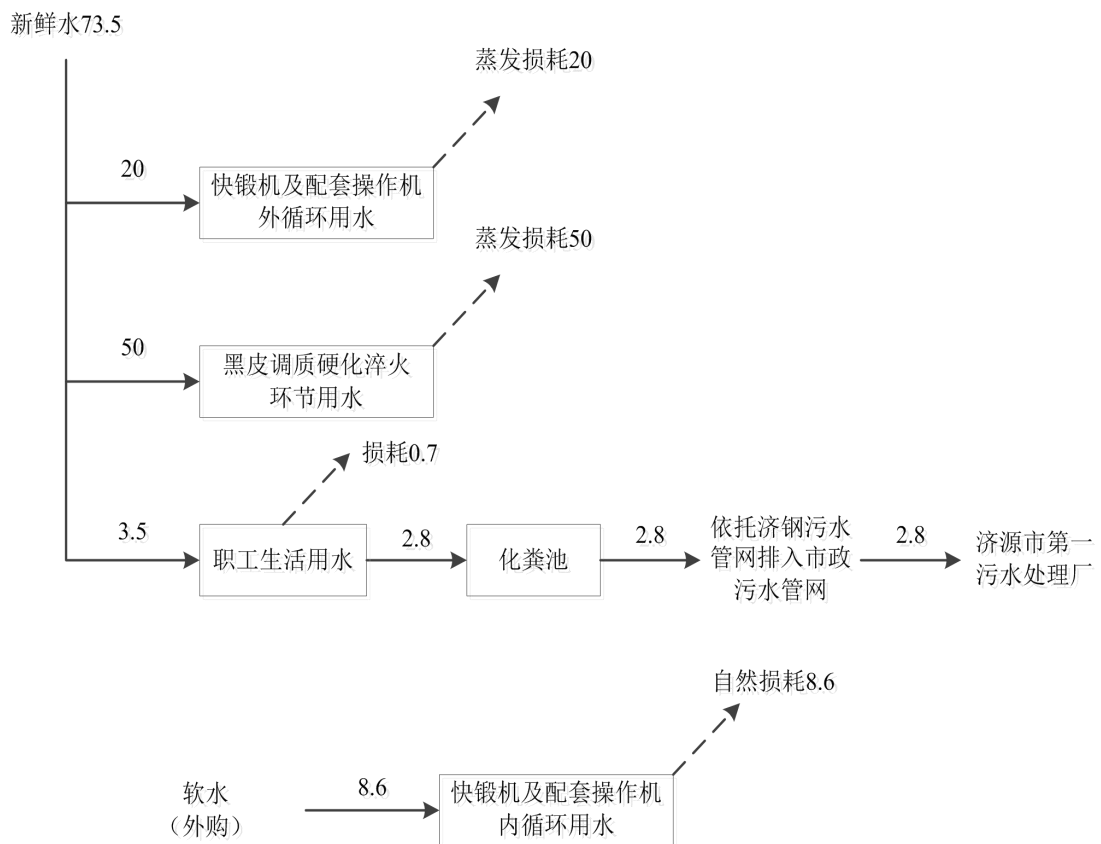 新鲜水73.5
蒸发损耗20
20
快锻机及配套操作机
外循环用水
蒸发损耗50
50
黑皮调质硬化淬火
环节用水
损耗0.7
3.5
职工生活用水
2.8
化粪池
2.8
依托济钢污水
管网排入市政
污水管网
2.8
济源市第一
污水处理厂
自然损耗8.6
软水
（外购）
8.6
快锻机及配套操作机
内循环用水